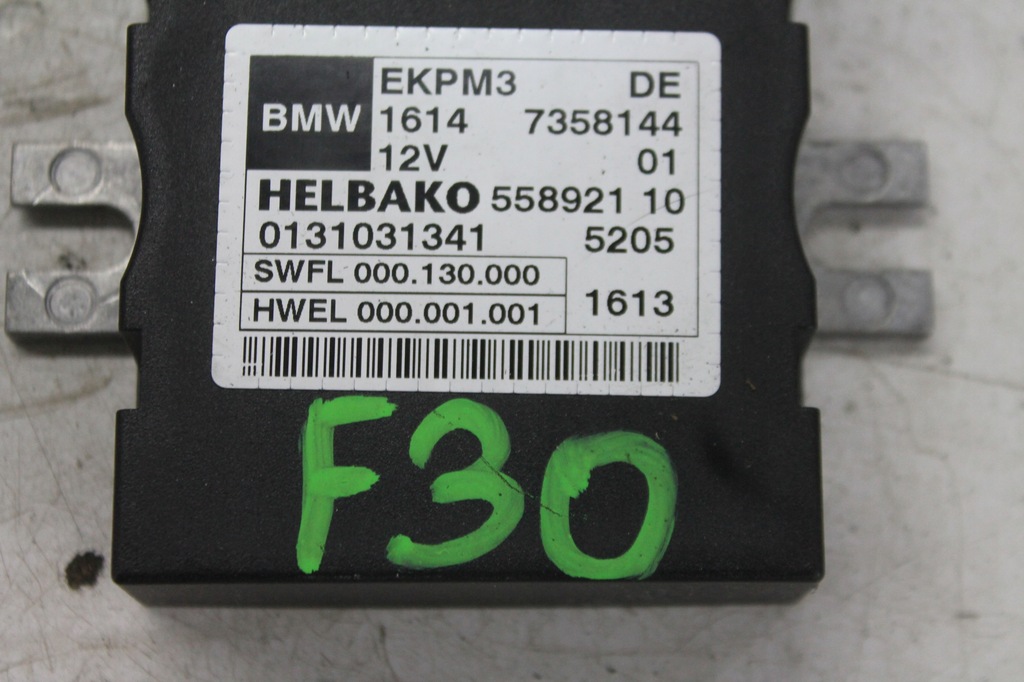 EKPM3 DE
BMW 1614 7358144
12V 01
HELBAKO 558921 10
0131031341 5205
SWFL 000.130.000
HWEL 000.001.001 1613
F30